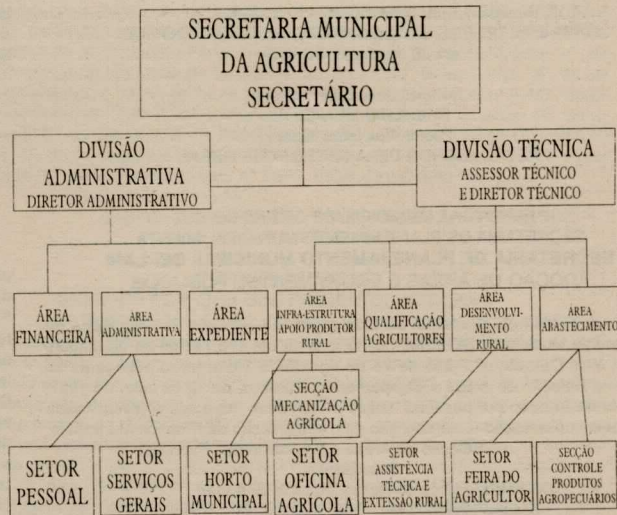 SECRETARIA MUNICIPAL
DA AGRICULTURA
SECRETÁRIO
DIVISÃO
ADMINISTRATIVA
DIRETOR ADMINISTRATIVO
DIVISÃO TÉCNICA
ASSESSOR TÉCNICO
E DIRETOR TÉCNICO
ÁREA
FINANCEIRA
ÁREA
ADMINISTRATIVA
ÁREA
EXPEDIENTE
ÁREA
INFRA-ESTRUTURA
APOIO PRODUTOR
RURAL
ÁREA
QUALIFICAÇÃO
AGRICULTORES
ÁREA
DESENVOLVI-
MENTO
RURAL
ÁREA
ABASTECIMENTO
SECÇÃO
MECANIZAÇÃO
AGRÍCOLA
SETOR
PESSOAL
SETOR
SERVIÇOS
GERAIS
SETOR
HORTO
MUNICIPAL
SETOR
OFICINA
AGRÍCOLA
SETOR
ASSISTÊNCIA
TÉCNICA E
EXTENSÃO RURAL
SETOR
FEIRA DO
AGRICULTOR
SECÇÃO
CONTROLE
PRODUTOS
AGROPECUÁRIOS